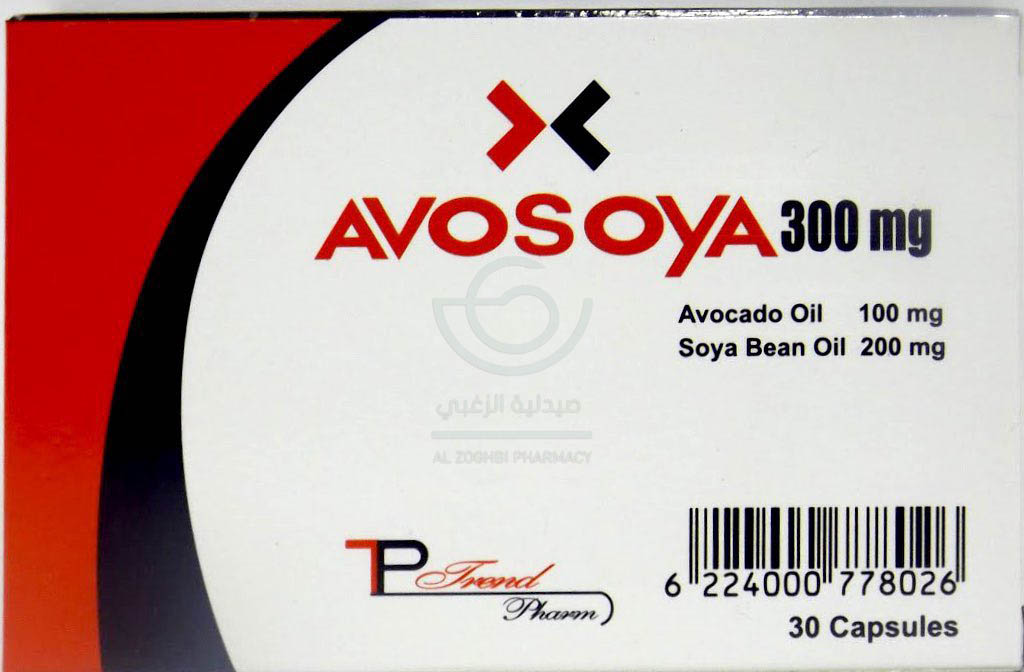 AVOSOYA 300 mg
Avocado Oil 100 mg
Soya Bean Oil 200 mg
صيدلية الزغبي
AL ZOGHBI PHARMACY
TP Trend Pharm
6 224000 778026
30 Capsules